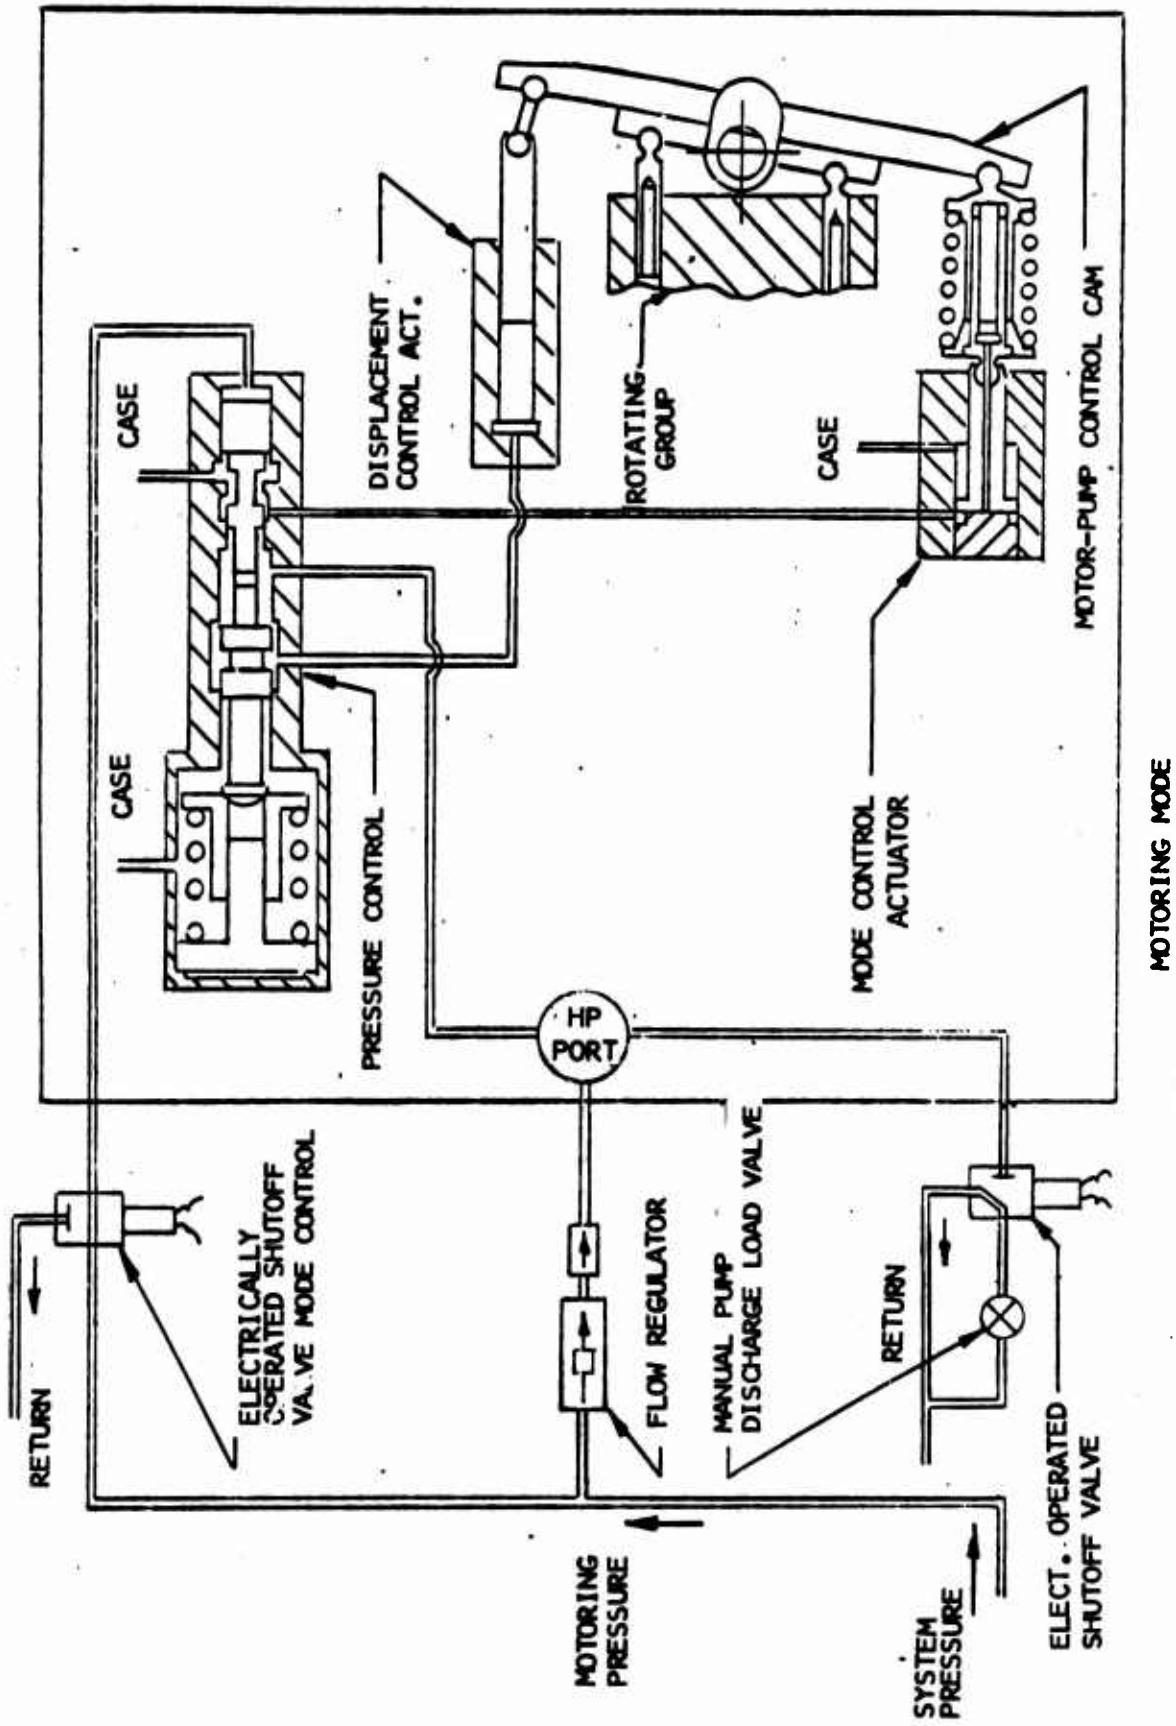 CASE
CASE
DISPLACEMENT
CONTROL ACT.
ROTATING
GROUP
CASE
MOTOR-PUMP CONTROL CAM
PRESSURE CONTROL
MODE CONTROL
ACTUATOR
HP
PORT
RETURN
ELECTRICALLY
OPERATED SHUTOFF
VALVE MODE CONTROL
FLOW REGULATOR
MANUAL PUMP
DISCHARGE LOAD VALVE
RETURN
MOTORING
PRESSURE
SYSTEM
PRESSURE
ELECT. OPERATED
SHUTOFF VALVE
MOTORING MODE